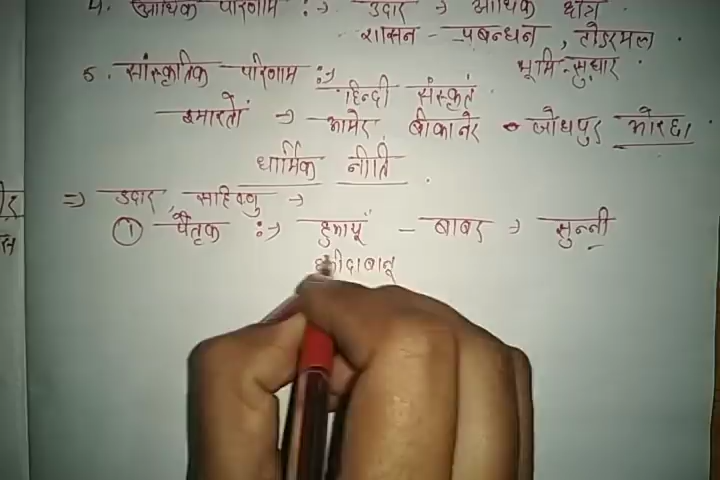 4. आर्थिक परिणाम :→ उदार → आर्थिक क्षेत्र
शासन - प्रबन्धन, टोडरमल.
भूमि-सुधार.
5. सांस्कृतिक परिणाम :→
हिन्दी संस्कृत.
इमारतों → आमेर बीकानेर - जोधपुर ओरछा
धार्मिक नीति.
⇒ उदार, सहिष्णु →
① पैतृक :→ हुमायूं - बाबर → सुन्नी
हमीदाबानू